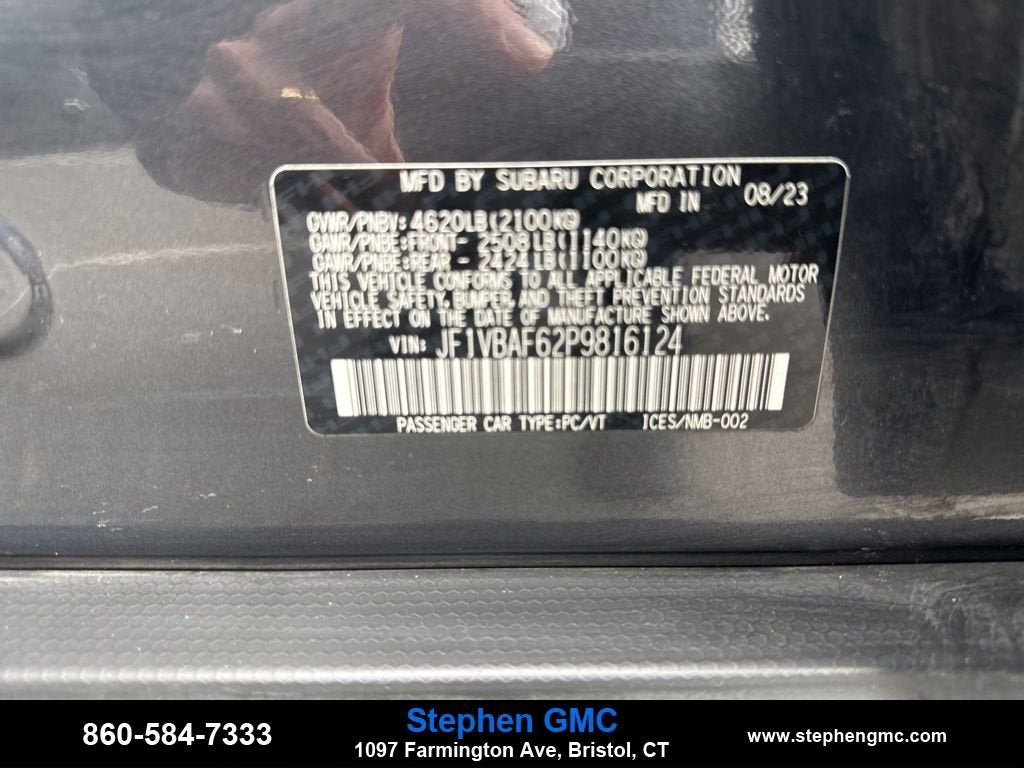 MFD BY SUBARU CORPORATION
MFD IN 08/23
GVWR/PNBV: 4620LB(2100KG)
GAWR/PNBE:FRONT- 2508LB(1140KG)
GAWR/PNBE:REAR - 2424LB(1100KG)
THIS VEHICLE CONFORMS TO ALL APPLICABLE FEDERAL MOTOR
VEHICLE SAFETY, BUMPER, AND THEFT PREVENTION STANDARDS
IN EFFECT ON THE DATE OF MANUFACTURE SHOWN ABOVE.
VIN: JF1VBAF62P9816124
PASSENGER CAR TYPE:PC/VT ICES/NMB-002
860-584-7333
Stephen GMC
1097 Farmington Ave, Bristol, CT
www.stephengmc.com